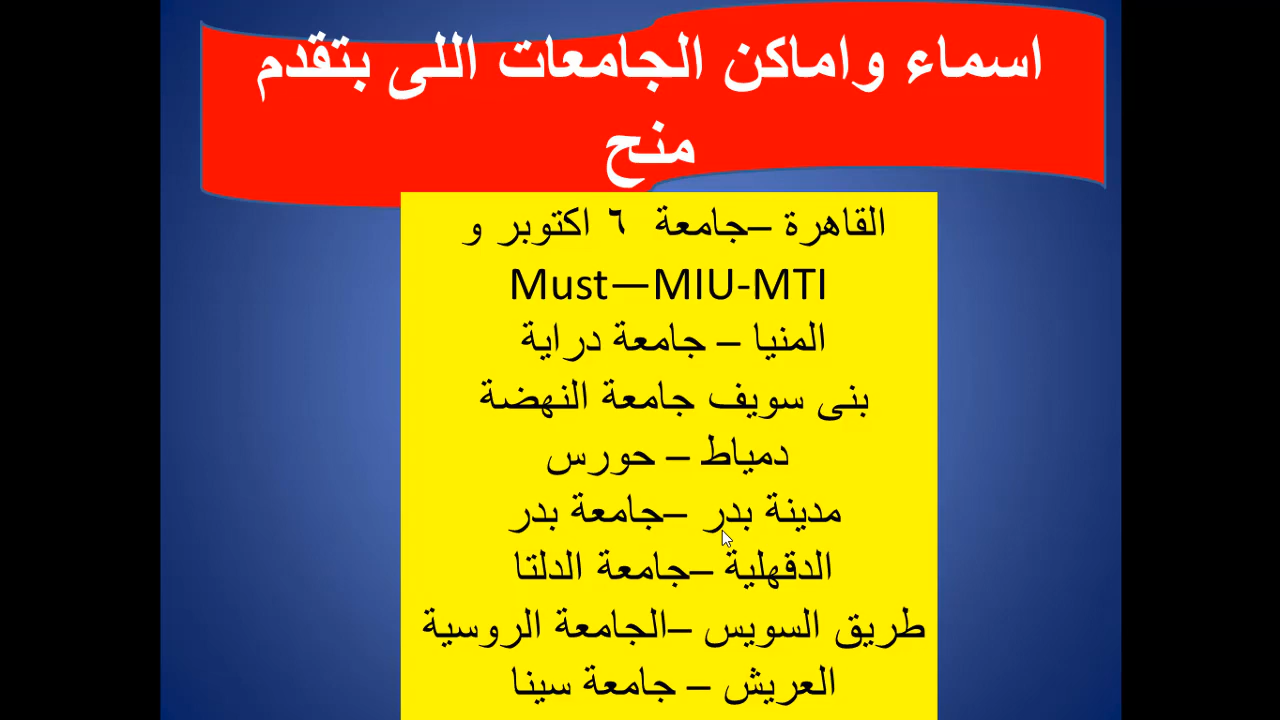 اسماء واماكن الجامعات اللى بتقدم
منح
القاهرة –جامعة ٦ اكتوبر و
Must—MIU-MTI
المنيا – جامعة دراية
بنى سويف جامعة النهضة
دمياط – حورس
مدينة بدر –جامعة بدر
الدقهلية –جامعة الدلتا
طريق السويس –الجامعة الروسية
العريش – جامعة سينا